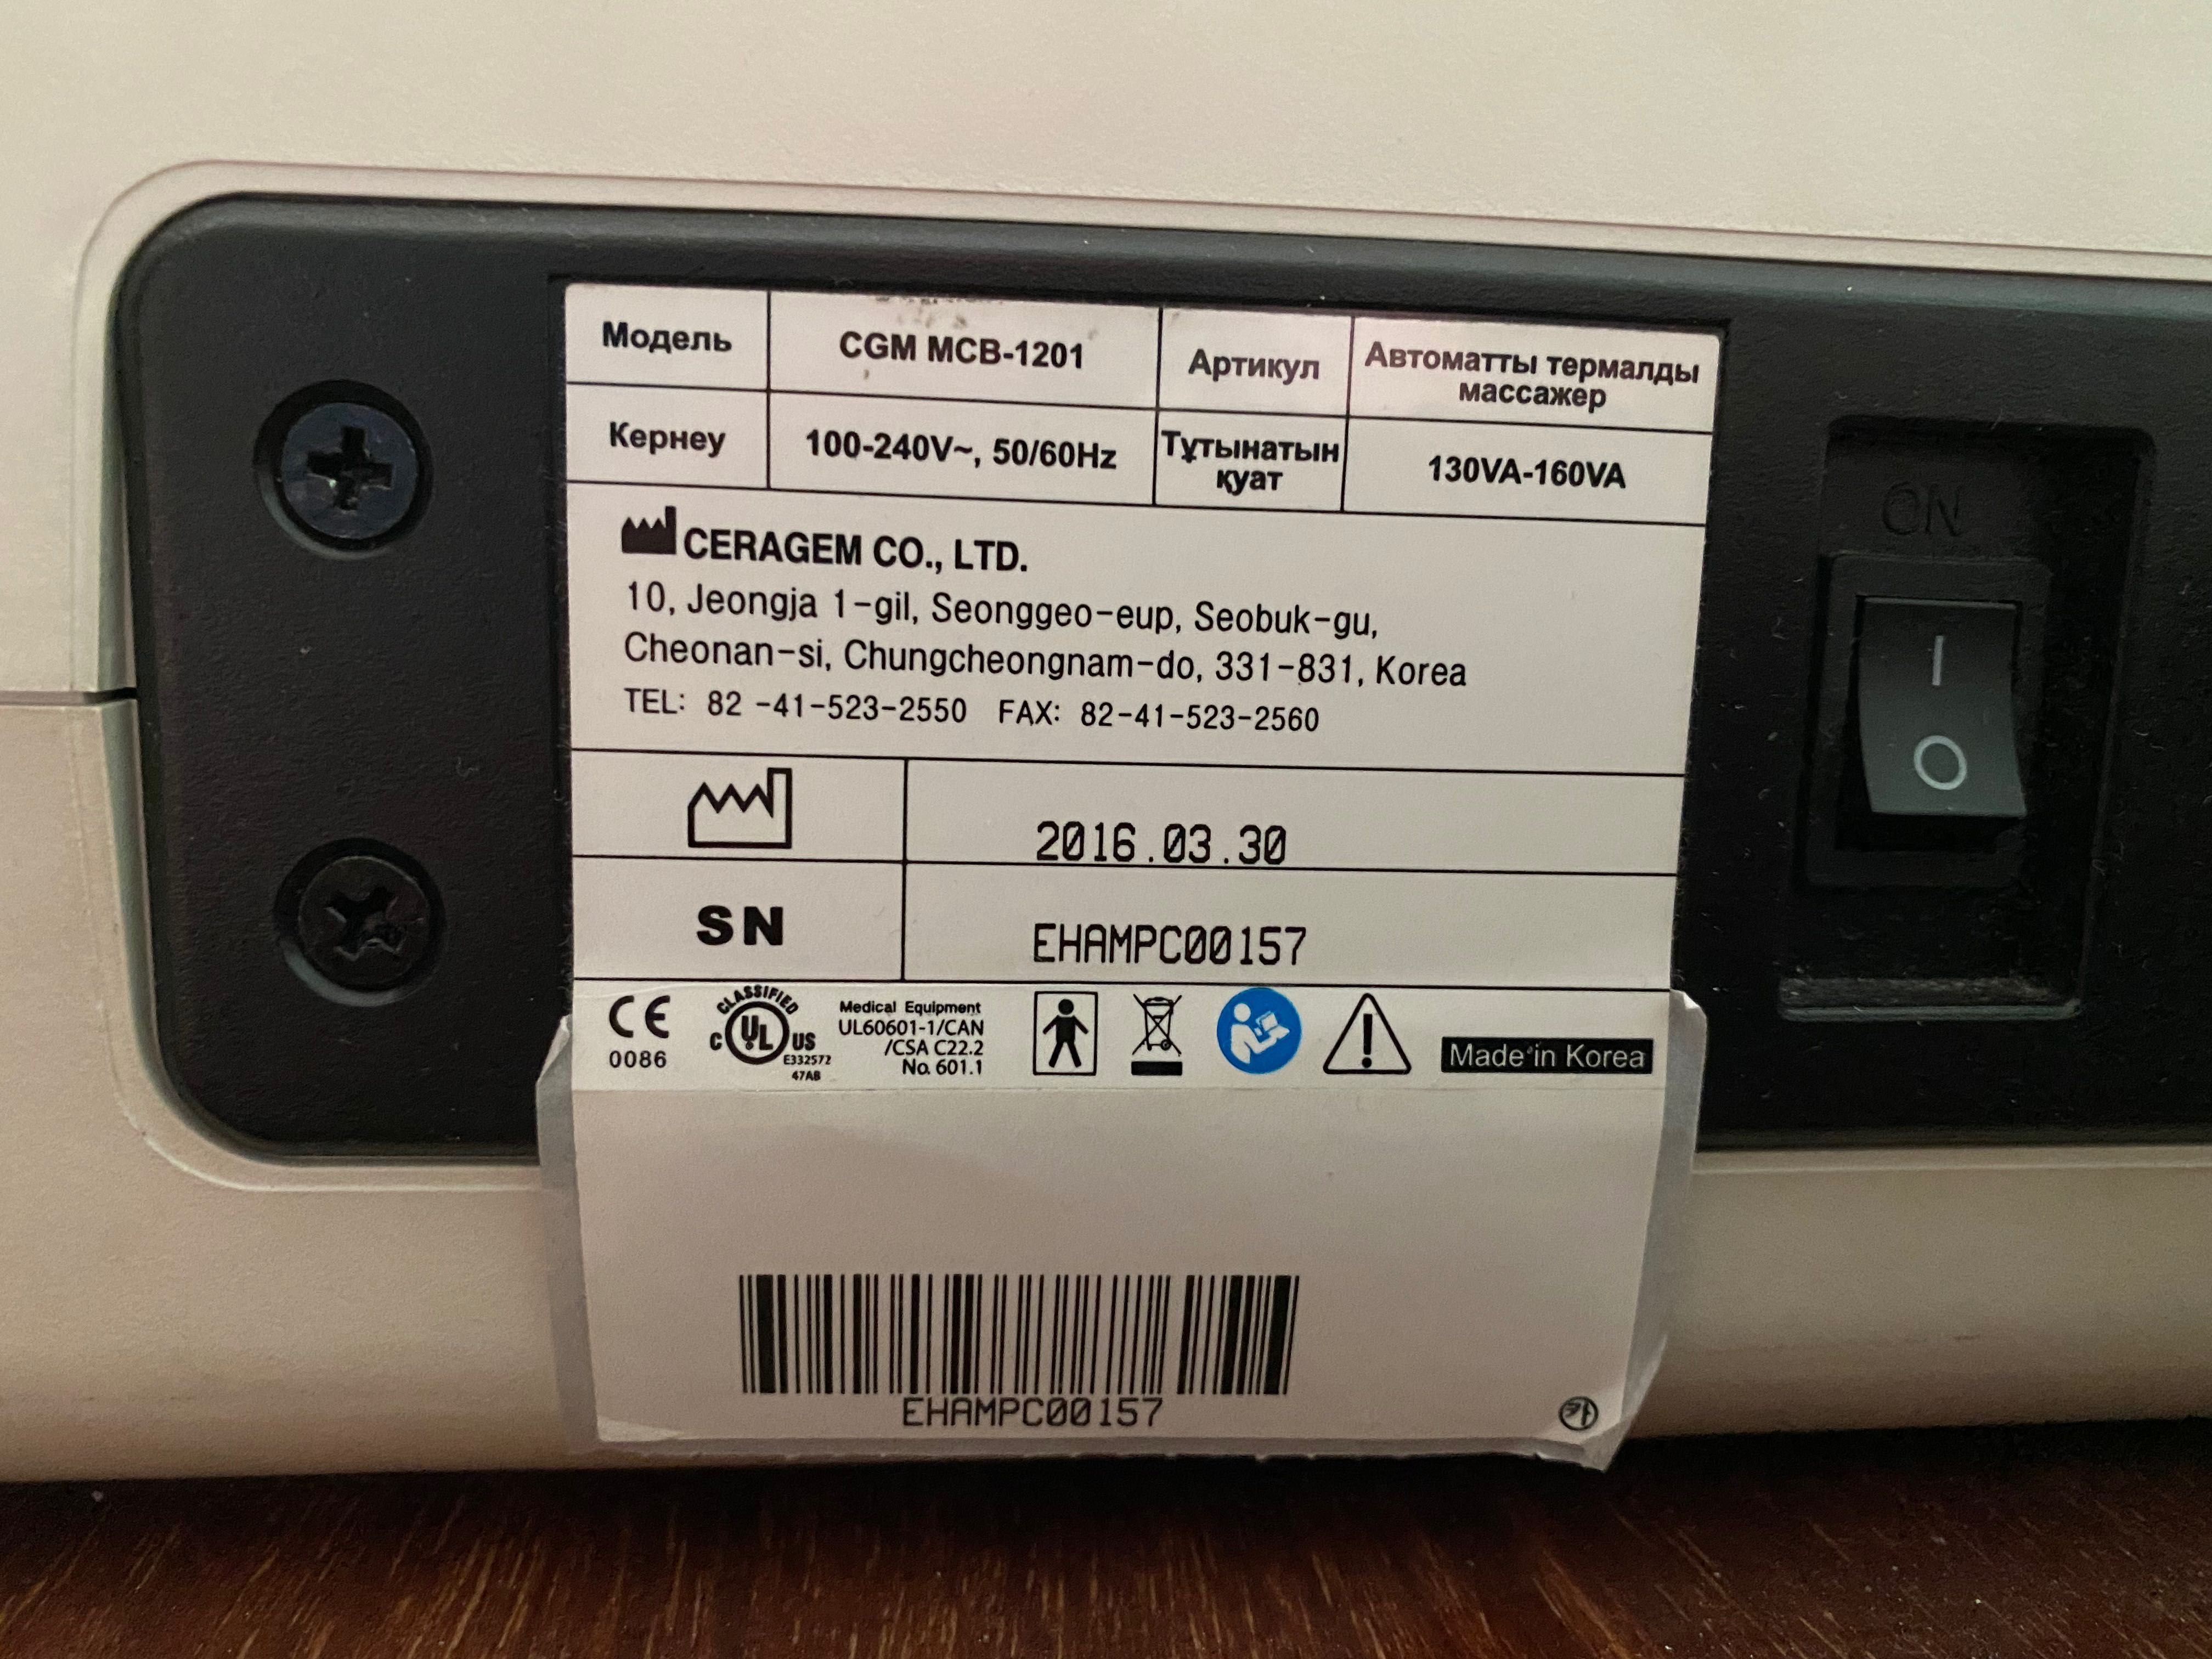 Модель CGM MCB-1201 Артикул Автоматты термалды массажер
Кернеу 100-240V~, 50/60Hz Тұтынатын қуат 130VA-160VA
CERAGEM CO., LTD.
10, Jeongja 1-gil, Seonggeo-eup, Seobuk-gu,
Cheonan-si, Chungcheongnam-do, 331-831, Korea
TEL: 82 -41-523-2550 FAX: 82-41-523-2560
2016.03.30
SN EHAMPC00157
CE
0086
CLASSIFIED
C UL US
E332572
47AB
Medical Equipment
UL60601-1/CAN
/CSA C22.2
No. 601.1
Made in Korea
EHAMPC00157
ON
I
O